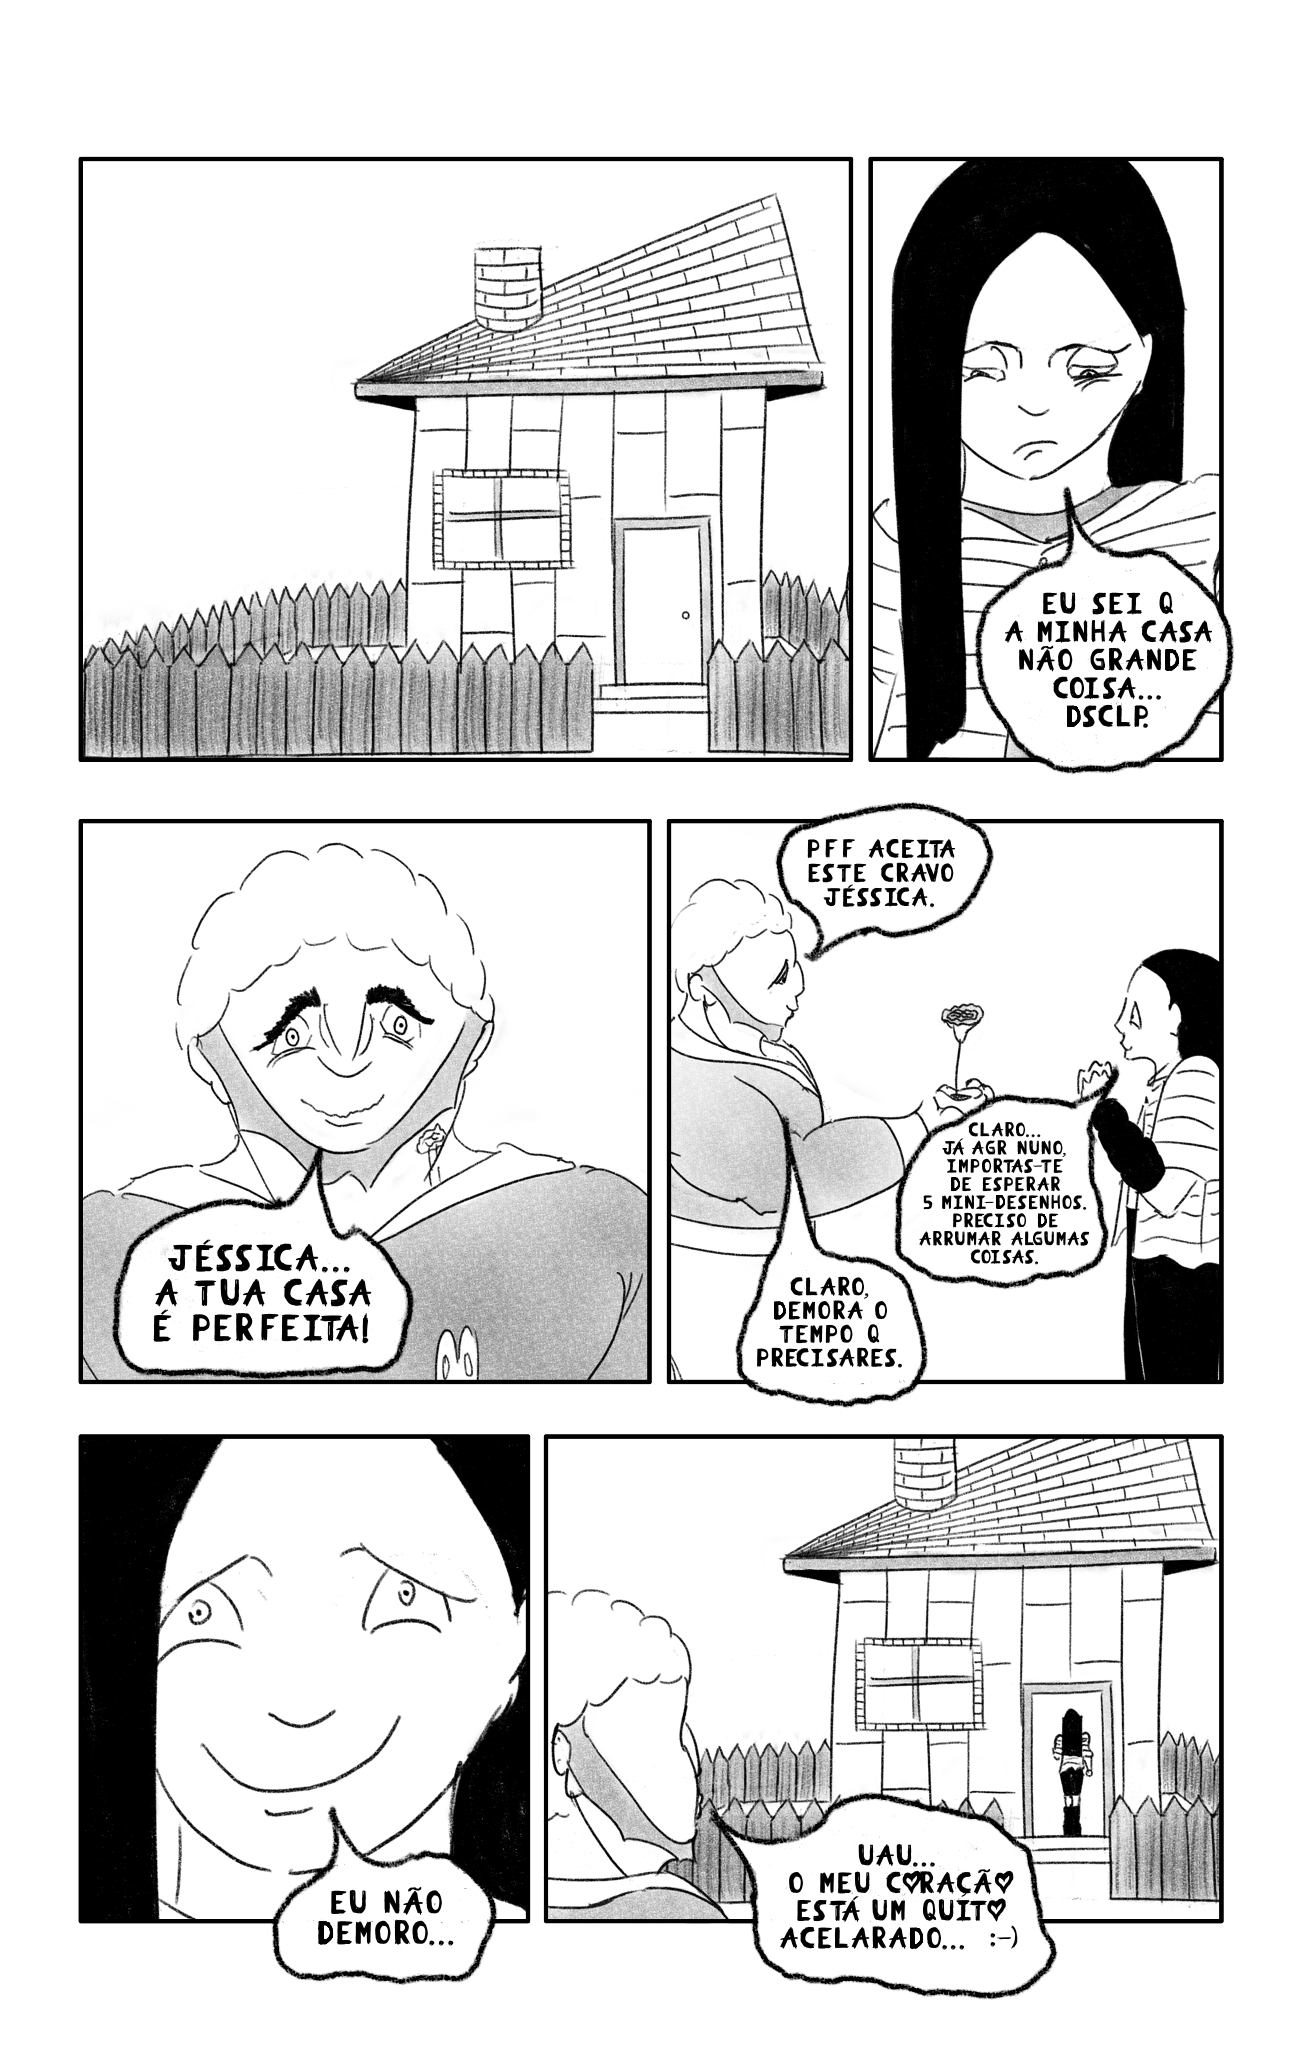 EU SEI Q
A MINHA CASA
NÃO GRANDE
COISA...
DSCLP.
JÉSSICA...
A TUA CASA
É PERFEITA!
PFF ACEITA
ESTE CRAVO
JÉSSICA.
CLARO...
JÁ AGR NUNO,
IMPORTAS-TE
DE ESPERAR
5 MINI-DESENHOS.
PRECISO DE
ARRUMAR ALGUMAS
COISAS.
CLARO,
DEMORA O
TEMPO Q
PRECISARES.
EU NÃO
DEMORO...
UAU...
O MEU C♡RAÇÃ♡
ESTÁ UM QUÍT♡
ACELARADO... :-)